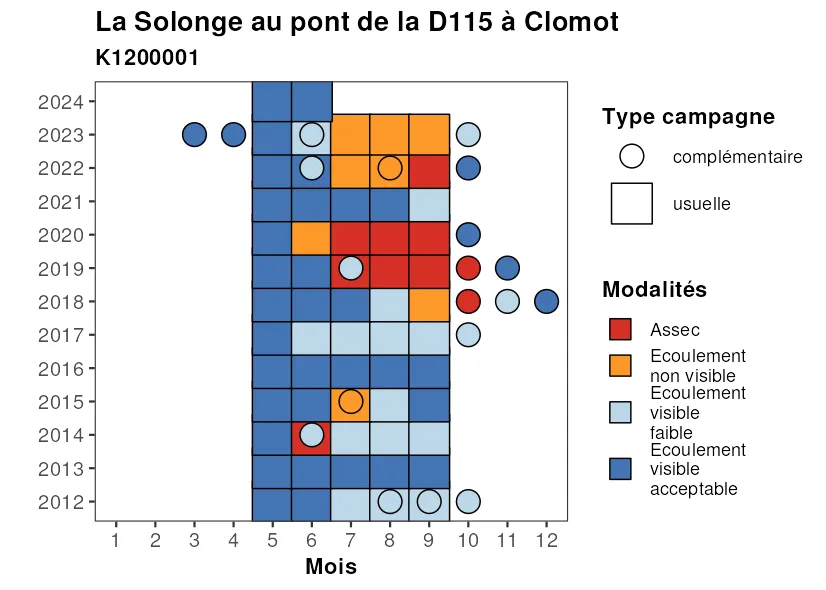 La Solonge au pont de la D115 à Clomot
K1200001
2024
2023
2022
2021
2020
2019
2018
2017
2016
2015
2014
2013
2012
1 2 3 4 5 6 7 8 9 10 11 12
Mois
Type campagne
complémentaire
usuelle
Modalités
Assec
Ecoulement
non visible
Ecoulement
visible
faible
Ecoulement
visible
acceptable